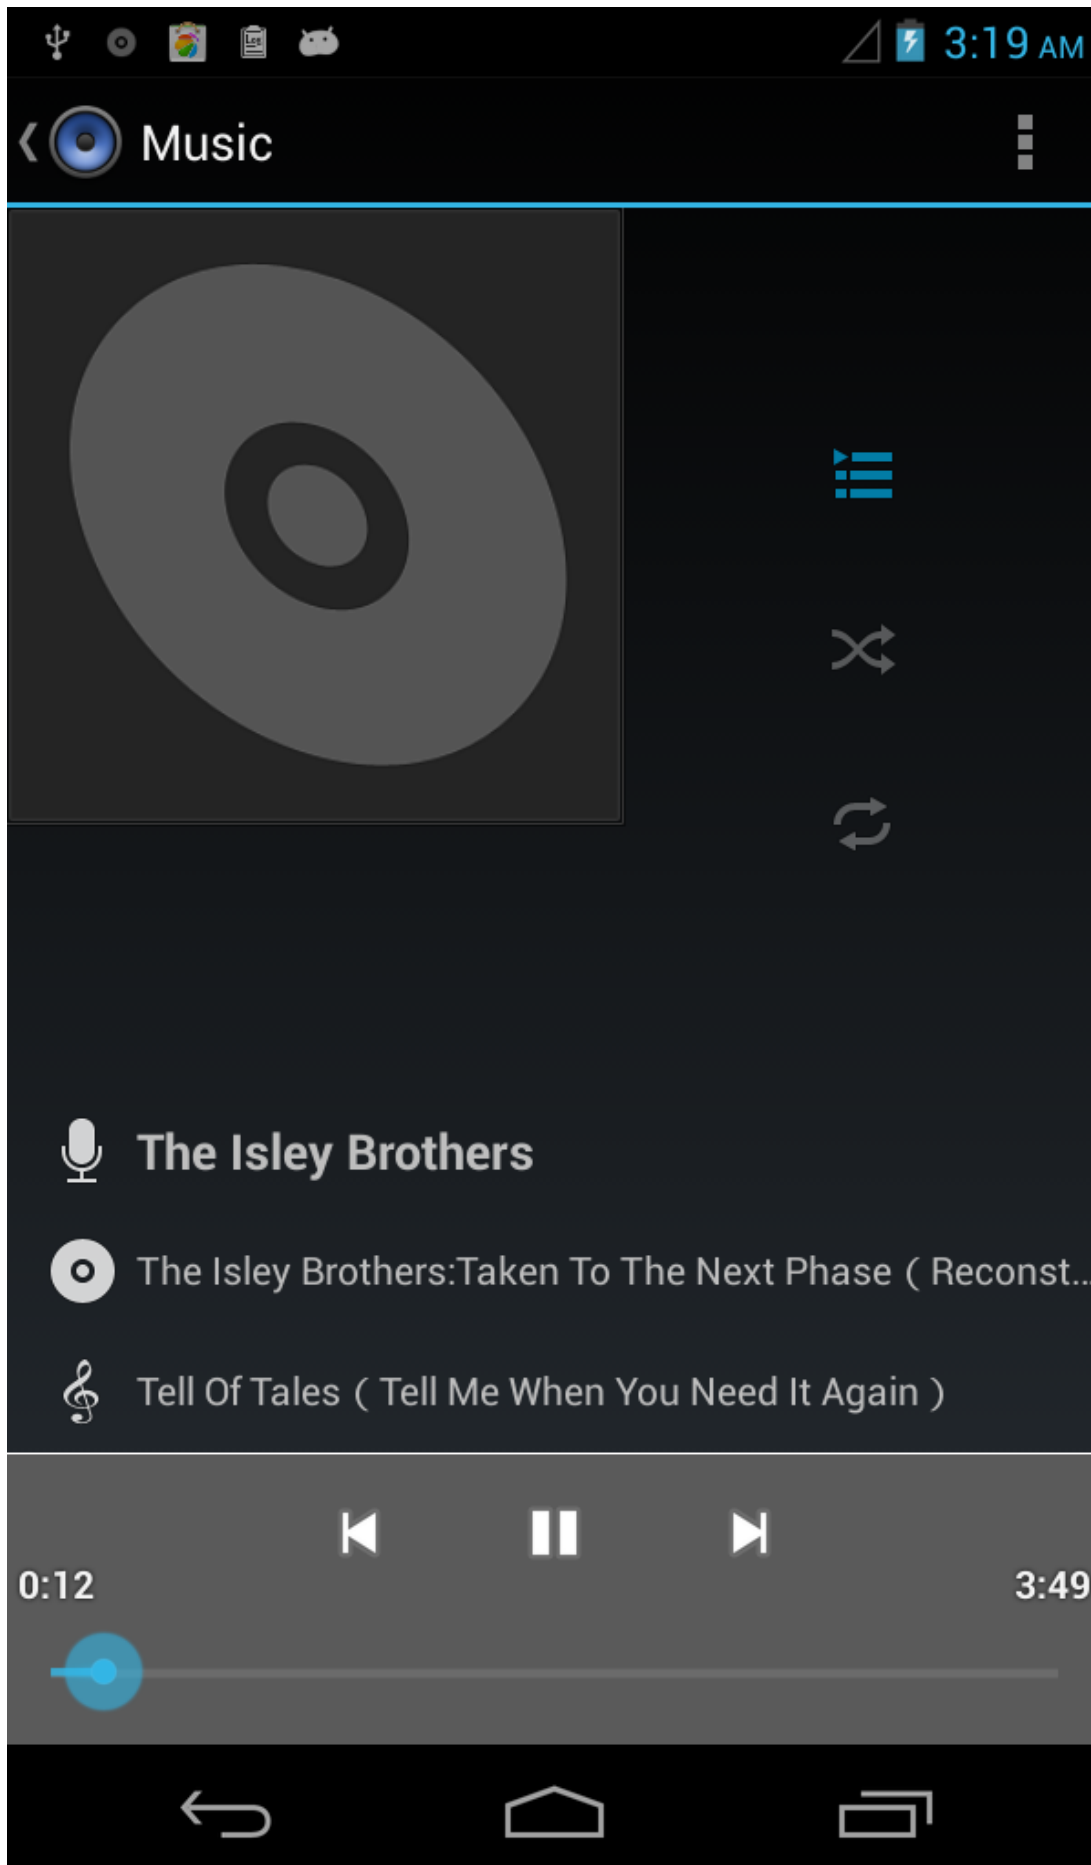 3:19 AM
Music
The Isley Brothers
The Isley Brothers:Taken To The Next Phase ( Reconst...
Tell Of Tales ( Tell Me When You Need It Again )
0:12
3:49